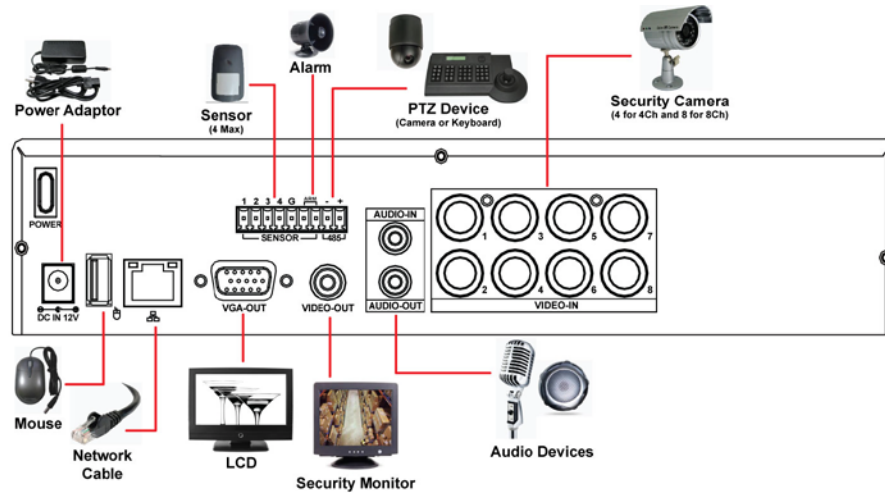 Power Adaptor
Sensor
(4 Max)
Alarm
PTZ Device
(Camera or Keyboard)
Security Camera
(4 for 4Ch and 8 for 8Ch)
POWER
1 2 3 4 G ALARM - +
SENSOR 485
AUDIO-IN
AUDIO-OUT
1 3 5 7
2 4 6 8
VIDEO-IN
DC IN 12V
VGA-OUT
VIDEO-OUT
Mouse
Network
Cable
LCD
Security Monitor
Audio Devices